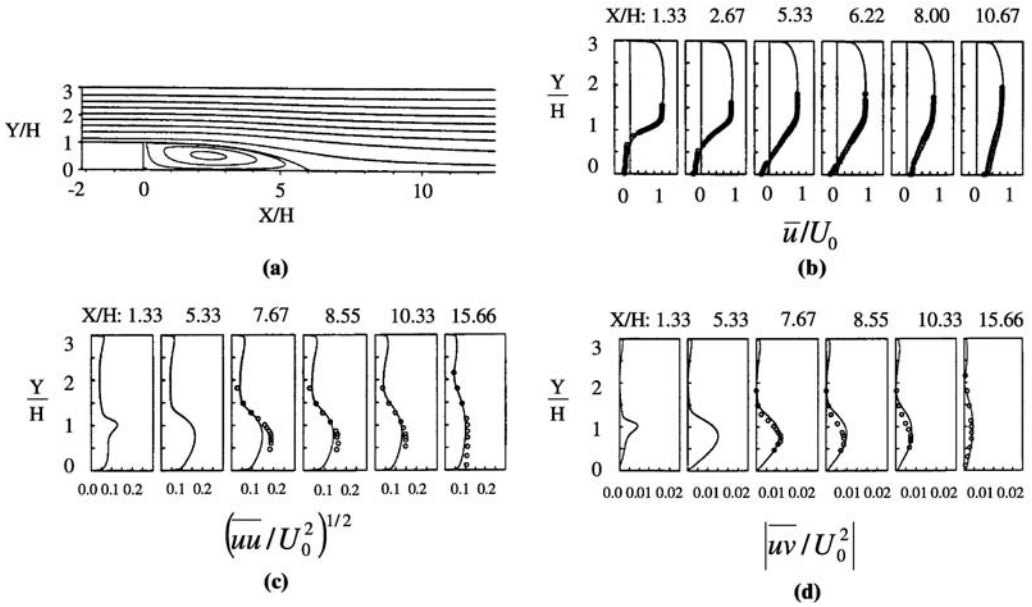 3
2
Y/H
1
0
-2 0 5 10
X/H
(a)
X/H: 1.33 2.67 5.33 6.22 8.00 10.67
3
Y
H
2
1
0
0 1 0 1 0 1 0 1 0 1 0 1
u̅/U₀
(b)
X/H: 1.33 5.33 7.67 8.55 10.33 15.66
3
Y
H
2
1
0
0.0 0.1 0.2 0.1 0.2 0.1 0.2 0.1 0.2 0.1 0.2 0.1 0.2
(u̅u̅/U₀²)^1/2
(c)
X/H: 1.33 5.33 7.67 8.55 10.33 15.66
3
Y
H
2
1
0
0.0 0.01 0.02 0.01 0.02 0.01 0.02 0.01 0.02 0.01 0.02 0.01 0.02
|u̅v̅/U₀²|
(d)